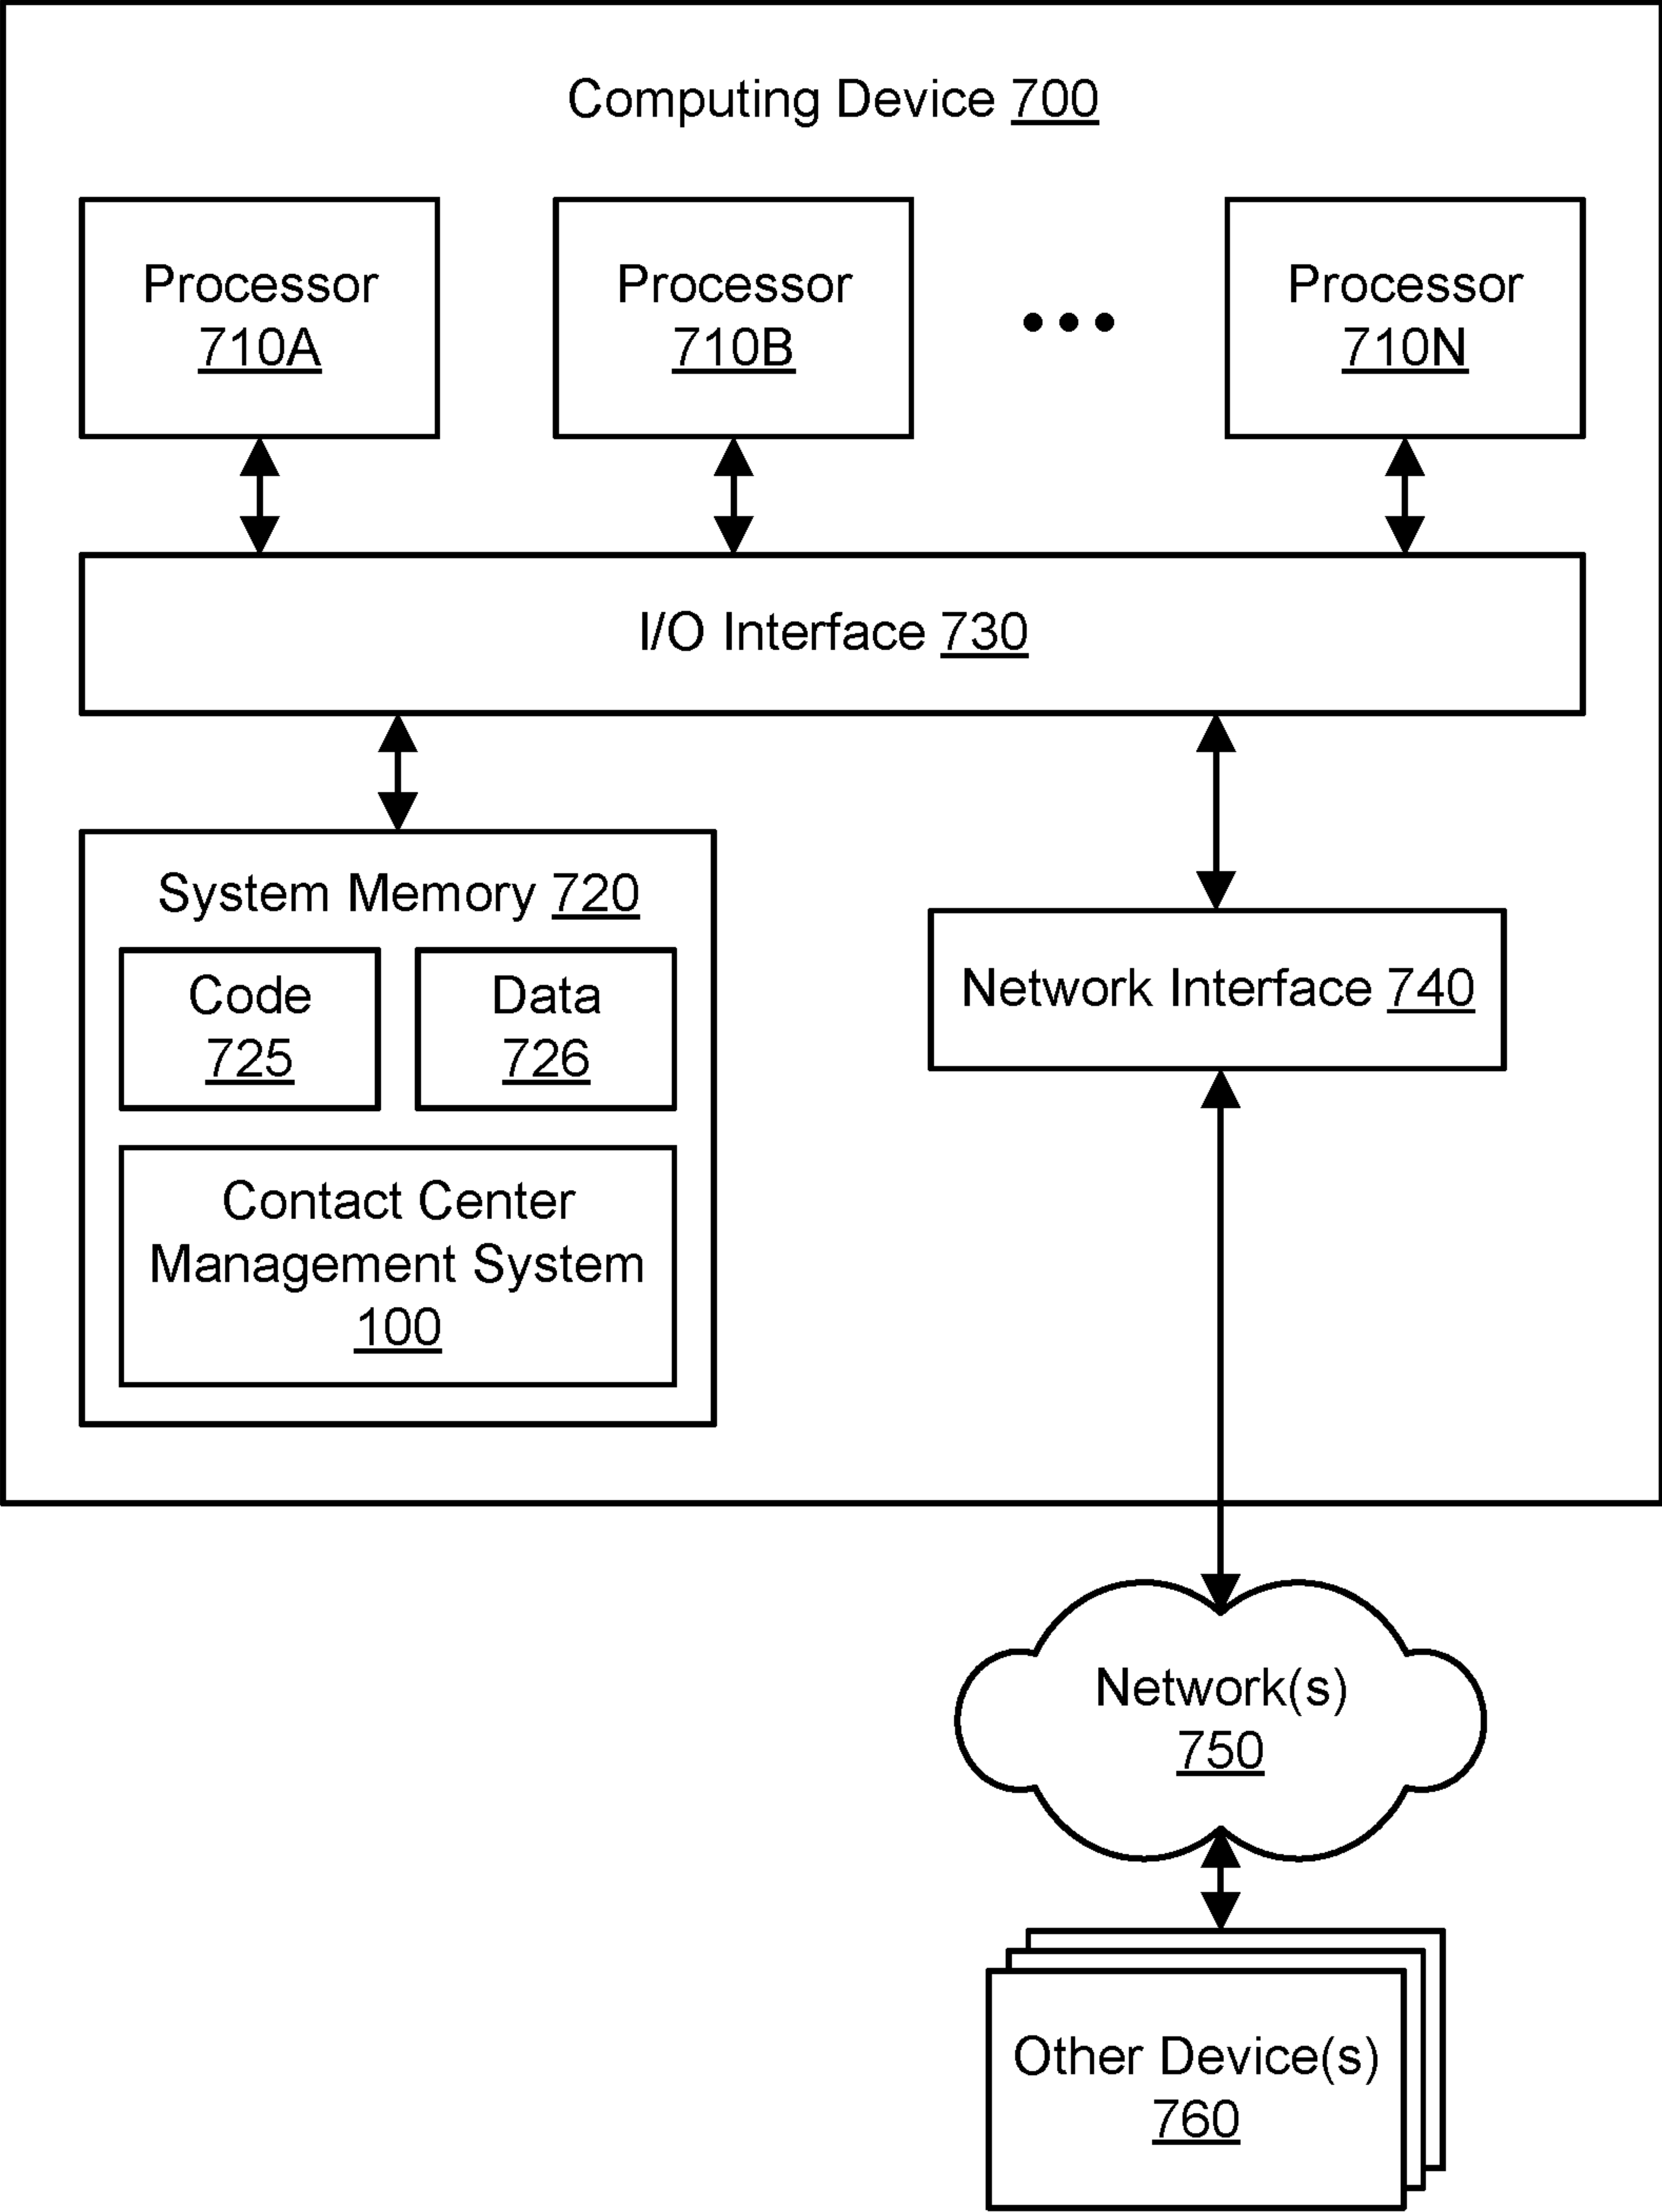 Computing Device 700
Processor
710A
Processor
710B
Processor
710N
I/O Interface 730
System Memory 720
Code
725
Data
726
Contact Center
Management System
100
Network Interface 740
Network(s)
750
Other Device(s)
760